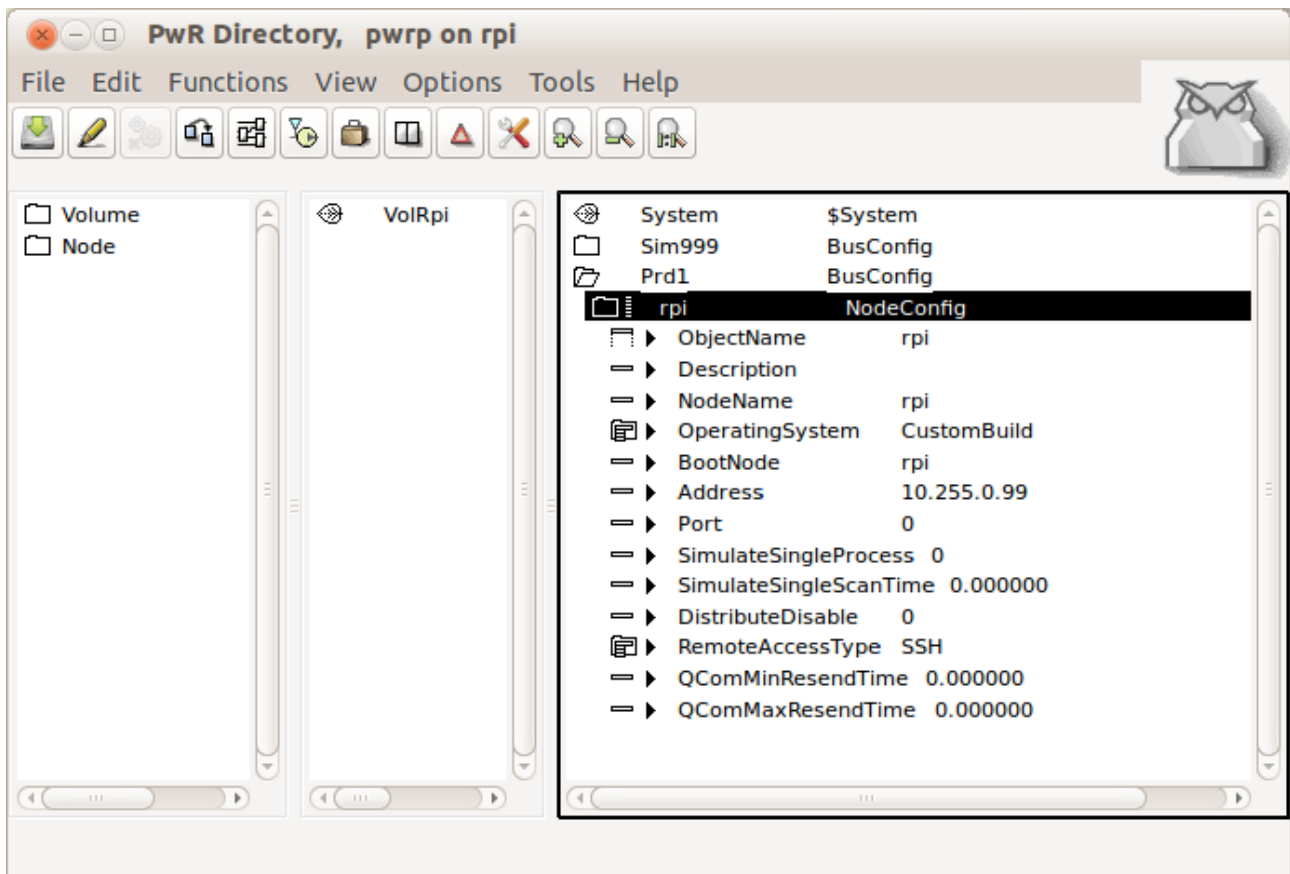 PwR Directory, pwrp on rpi
File Edit Functions View Options Tools Help
Volume
Node
VolRpi
System $System
Sim999 BusConfig
Prd1 BusConfig
rpi NodeConfig
ObjectName rpi
Description
NodeName rpi
OperatingSystem CustomBuild
BootNode rpi
Address 10.255.0.99
Port 0
SimulateSingleProcess 0
SimulateSingleScanTime 0.000000
DistributeDisable 0
RemoteAccessType SSH
QComMinResendTime 0.000000
QComMaxResendTime 0.000000